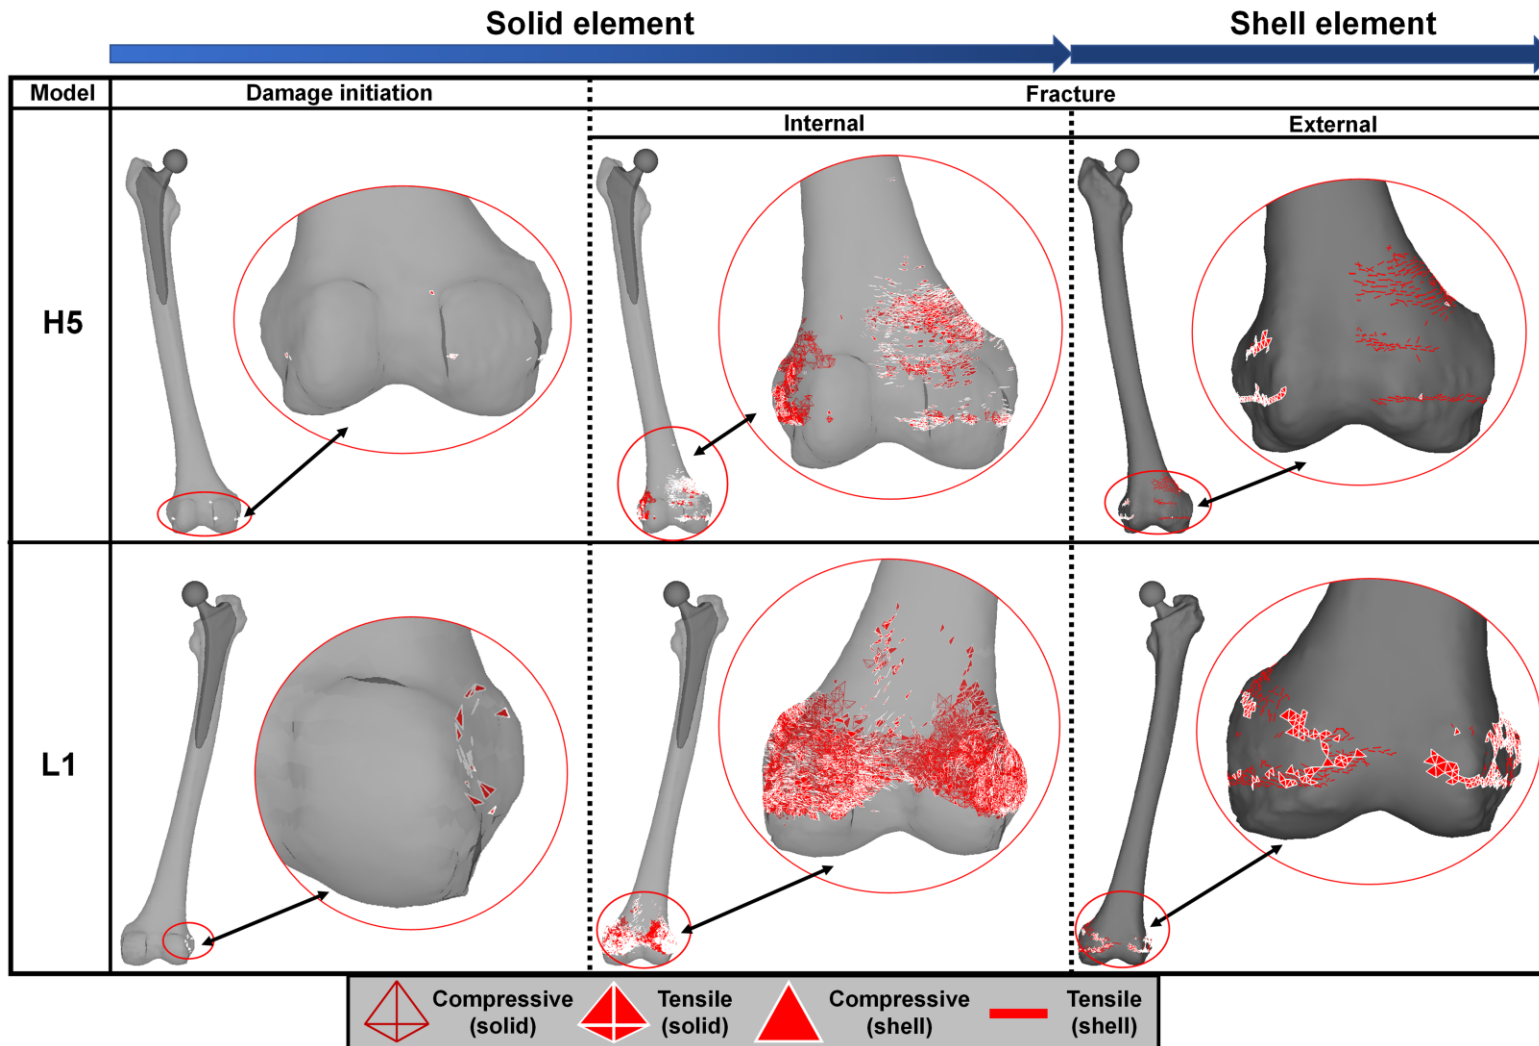 Solid element
Shell element
Model
Damage initiation
Fracture
Internal
External
H5
L1
Compressive
(solid)
Tensile
(solid)
Compressive
(shell)
Tensile
(shell)